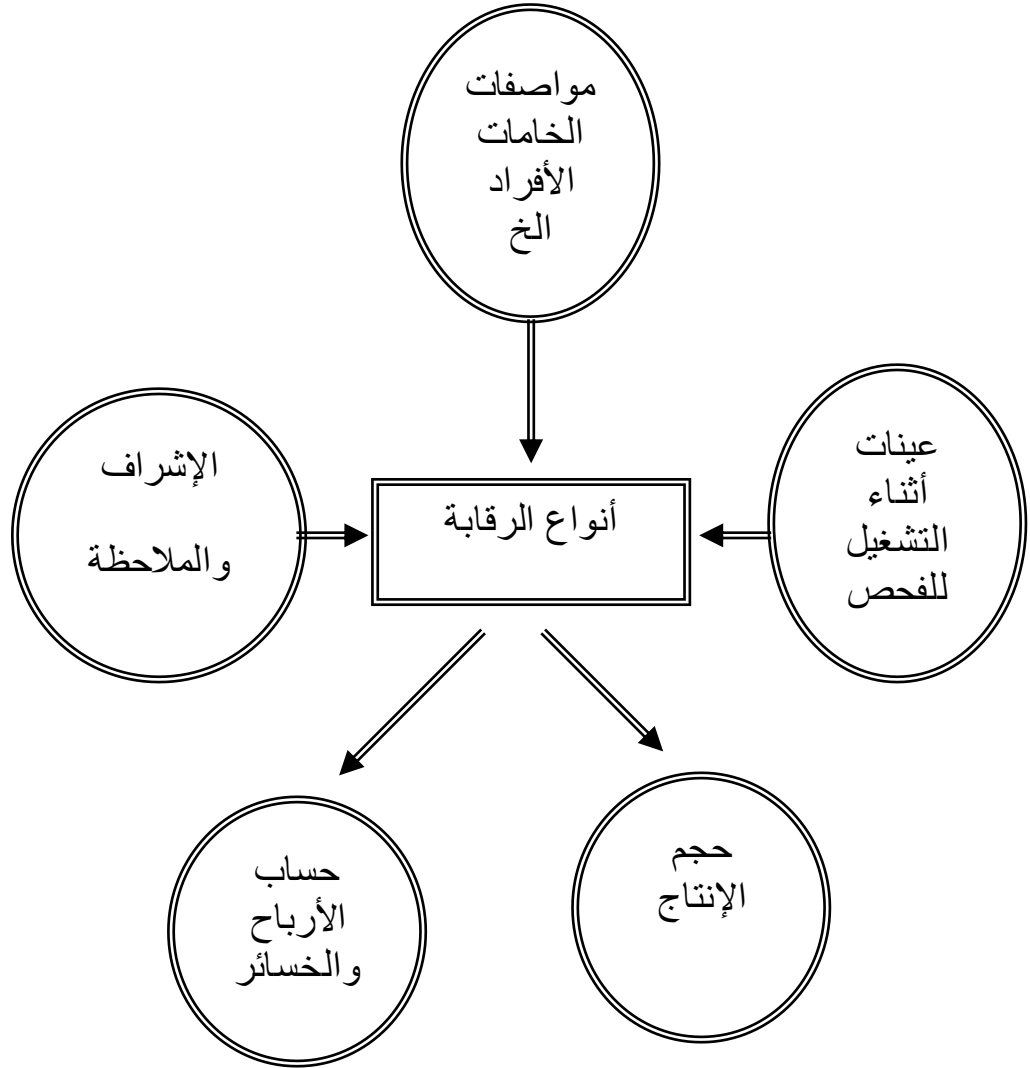 مواصفات
الخامات
الأفراد
الخ
عينات
أثناء
التشغيل
للفحص
أنواع الرقابة
الإشراف
والملاحظة
حجم
الإنتاج
حساب
الأرباح
والخسائر